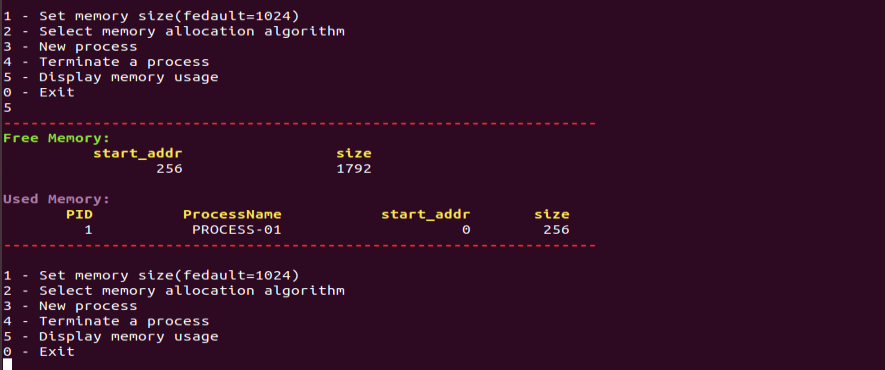 1 - Set memory size(fedault=1024)
2 - Select memory allocation algorithm
3 - New process
4 - Terminate a process
5 - Display memory usage
0 - Exit
5
------------------------------------------------------------------
Free Memory:
start_addr size
256 1792
Used Memory:
PID ProcessName start_addr size
1 PROCESS-01 0 256
------------------------------------------------------------------
1 - Set memory size(fedault=1024)
2 - Select memory allocation algorithm
3 - New process
4 - Terminate a process
5 - Display memory usage
0 - Exit